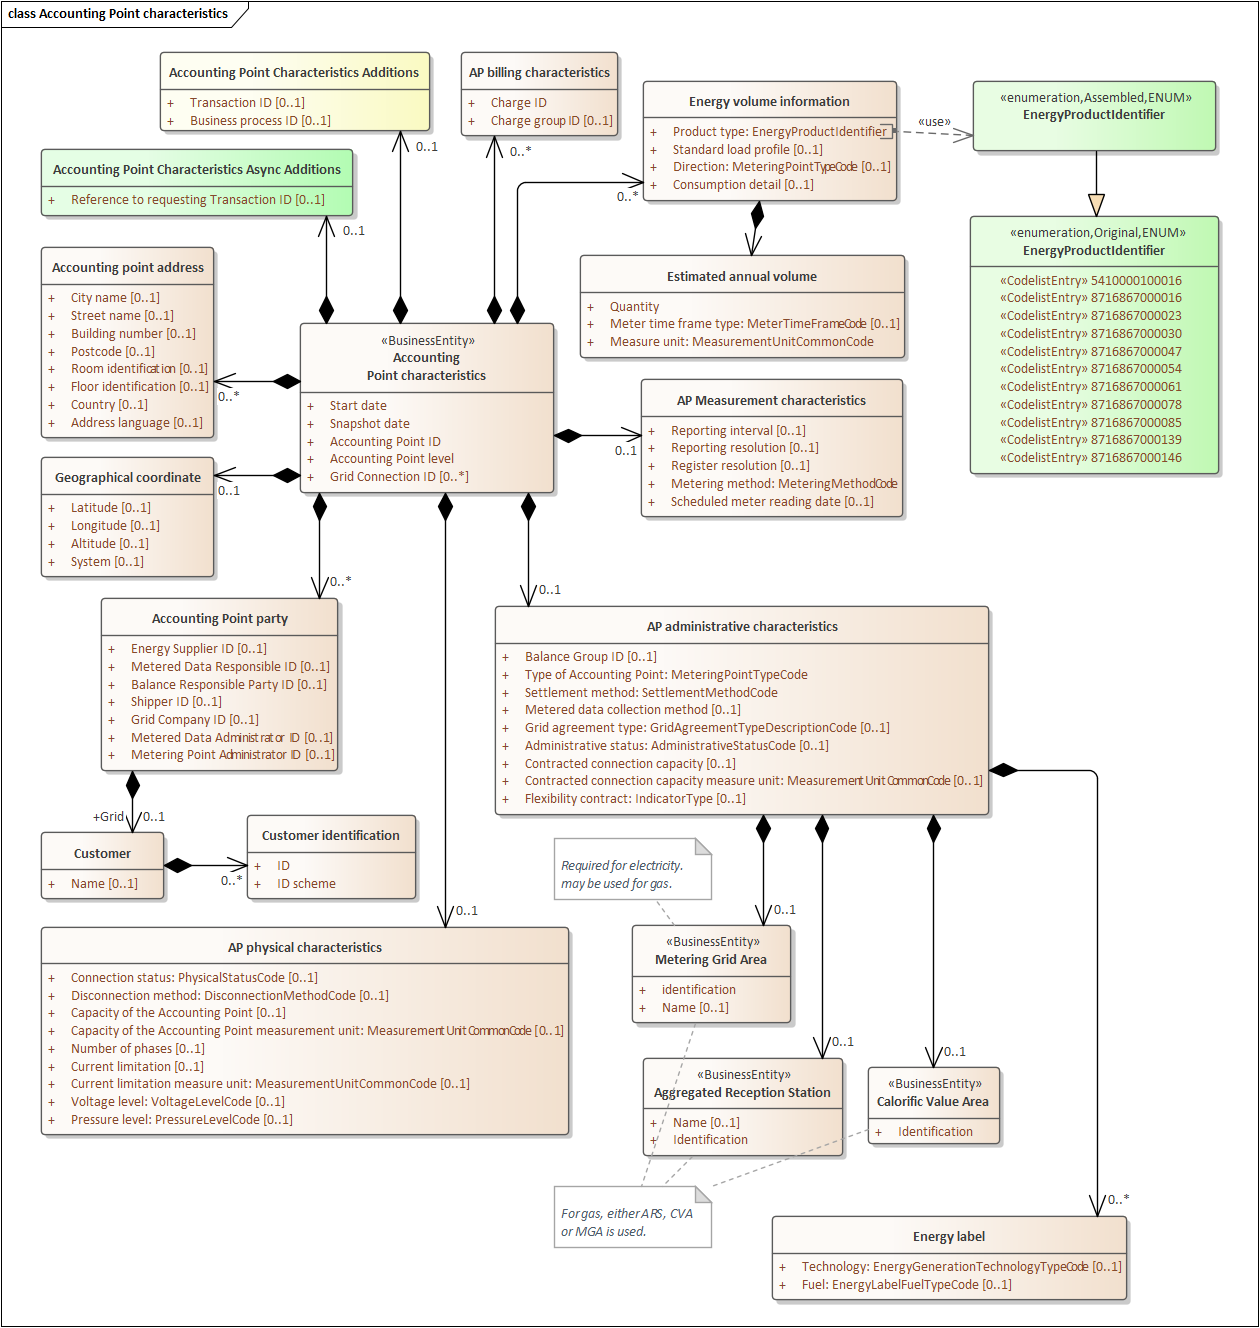 class Accounting Point characteristics
Accounting Point Characteristics Additions
+ Transaction ID [0..1]
+ Business process ID [0..1]
0..1
AP billing characteristics
+ Charge ID
+ Charge group ID [0..1]
0..*
Energy volume information
+ Product type: EnergyProductIdentifier
+ Standard load profile [0..1]
+ Direction: MeteringPointTypeCode [0..1]
+ Consumption detail [0..1]
0..*
«use»
«enumeration,Assembled,ENUM»
EnergyProductIdentifier
Accounting Point Characteristics Async Additions
+ Reference to requesting Transaction ID [0..1]
0..1
«enumeration,Original,ENUM»
EnergyProductIdentifier
«CodelistEntry» 5410000100016
«CodelistEntry» 8716867000016
«CodelistEntry» 8716867000023
«CodelistEntry» 8716867000030
«CodelistEntry» 8716867000047
«CodelistEntry» 8716867000054
«CodelistEntry» 8716867000061
«CodelistEntry» 8716867000078
«CodelistEntry» 8716867000085
«CodelistEntry» 8716867000139
«CodelistEntry» 8716867000146
Accounting point address
+ City name [0..1]
+ Street name [0..1]
+ Building number [0..1]
+ Postcode [0..1]
+ Room identification [0..1]
+ Floor identification [0..1]
+ Country [0..1]
+ Address language [0..1]
0..*
Estimated annual volume
+ Quantity
+ Meter time frame type: MeterTimeFrameCode [0..1]
+ Measure unit: MeasurementUnitCommonCode
«BusinessEntity»
Accounting
Point characteristics
+ Start date
+ Snapshot date
+ Accounting Point ID
+ Accounting Point level
+ Grid Connection ID [0..*]
AP Measurement characteristics
+ Reporting interval [0..1]
+ Reporting resolution [0..1]
+ Register resolution [0..1]
+ Metering method: MeteringMethodCode
+ Scheduled meter reading date [0..1]
0..1
Geographical coordinate
+ Latitude [0..1]
+ Longitude [0..1]
+ Altitude [0..1]
+ System [0..1]
0..1
0..*
Accounting Point party
+ Energy Supplier ID [0..1]
+ Metered Data Responsible ID [0..1]
+ Balance Responsible Party ID [0..1]
+ Shipper ID [0..1]
+ Grid Company ID [0..1]
+ Metered Data Administrator ID [0..1]
+ Metering Point Administrator ID [0..1]
0..1
AP administrative characteristics
+ Balance Group ID [0..1]
+ Type of Accounting Point: MeteringPointTypeCode
+ Settlement method: SettlementMethodCode
+ Metered data collection method [0..1]
+ Grid agreement type: GridAgreementTypeDescriptionCode [0..1]
+ Administrative status: AdministrativeStatusCode [0..1]
+ Contracted connection capacity [0..1]
+ Contracted connection capacity measure unit: MeasurementUnitCommonCode [0..1]
+ Flexibility contract: IndicatorType [0..1]
+Grid
0..1
Customer
+ Name [0..1]
0..*
Customer identification
+ ID
+ ID scheme
Required for electricity.
may be used for gas.
0..1
AP physical characteristics
+ Connection status: PhysicalStatusCode [0..1]
+ Disconnection method: DisconnectionMethodCode [0..1]
+ Capacity of the Accounting Point [0..1]
+ Capacity of the Accounting Point measurement unit: MeasurementUnitCommonCode [0..1]
+ Number of phases [0..1]
+ Current limitation [0..1]
+ Current limitation measure unit: MeasurementUnitCommonCode [0..1]
+ Voltage level: VoltageLevelCode [0..1]
+ Pressure level: PressureLevelCode [0..1]
0..1
«BusinessEntity»
Metering Grid Area
+ identification
+ Name [0..1]
0..1
«BusinessEntity»
Aggregated Reception Station
+ Name [0..1]
+ Identification
0..1
«BusinessEntity»
Calorific Value Area
+ Identification
For gas, either ARS, CVA
or MGA is used.
0..*
Energy label
+ Technology: EnergyGenerationTechnologyTypeCode [0..1]
+ Fuel: EnergyLabelFuelTypeCode [0..1]